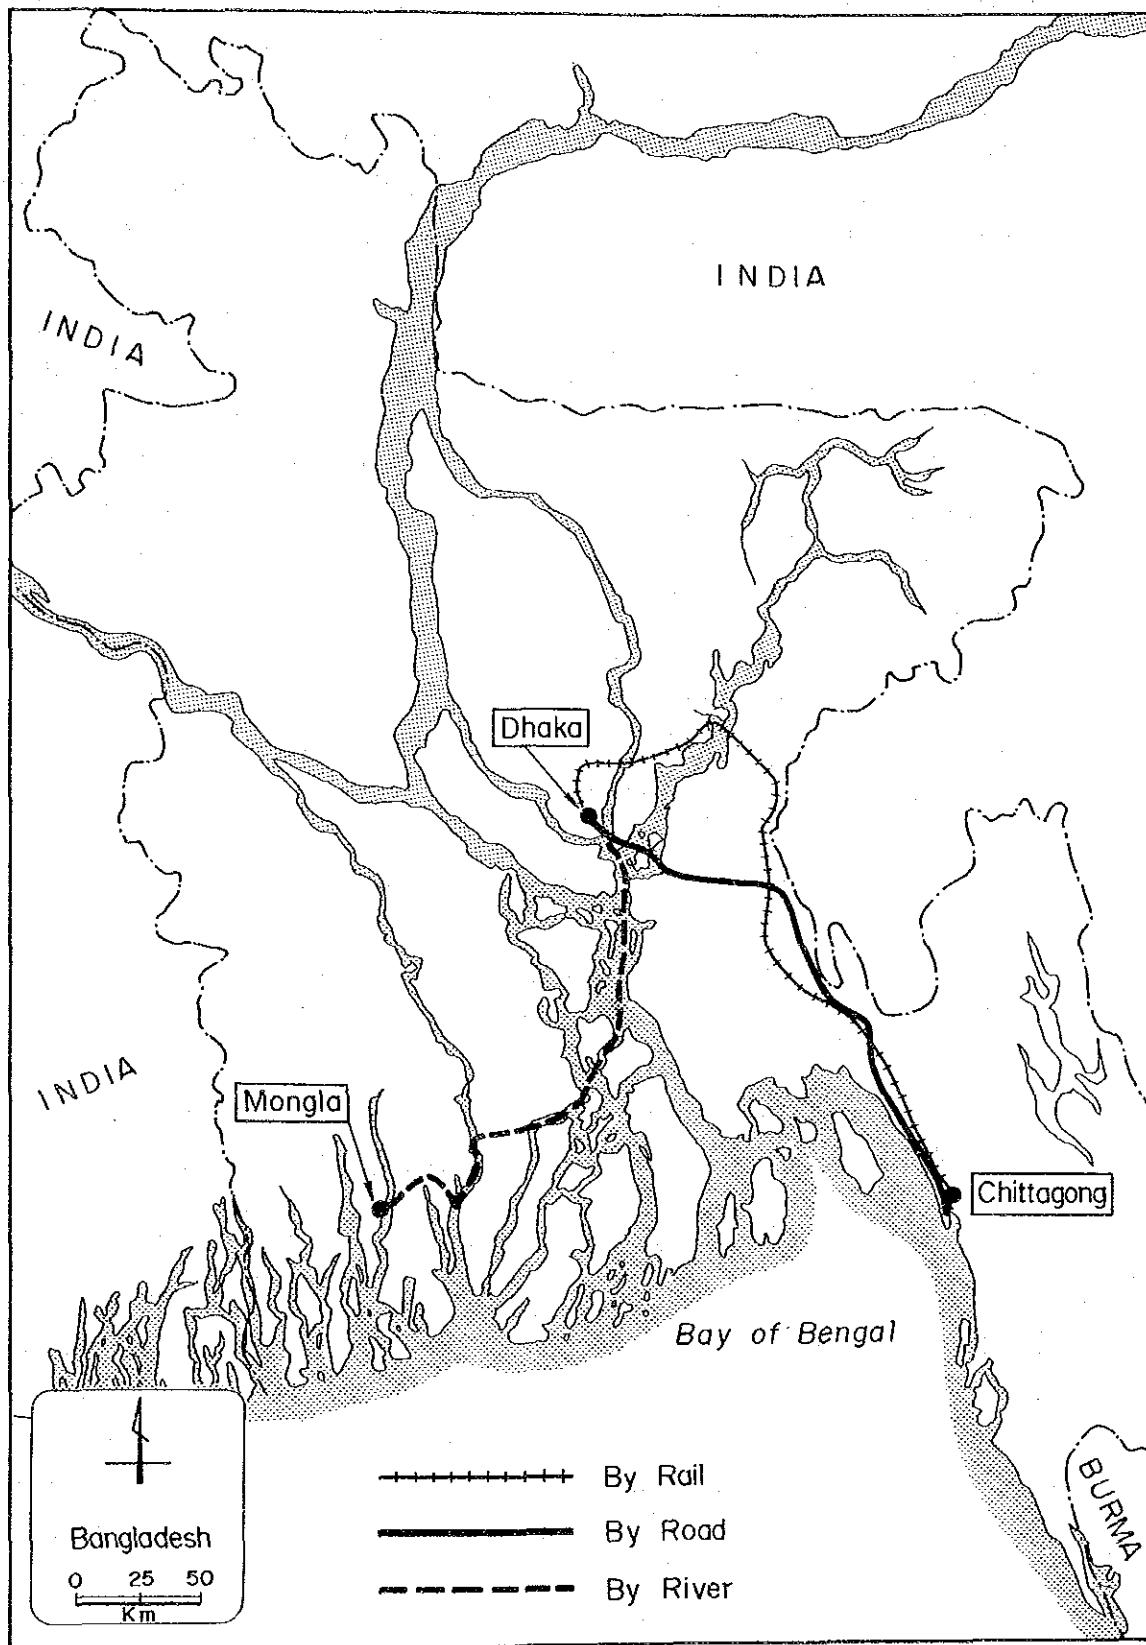 INDIA
INDIA
Dhaka
INDIA
Mongla
Chittagong
Bay of Bengal
By Rail
By Road
By River
Bangladesh
0 25 50
Km
BURMA